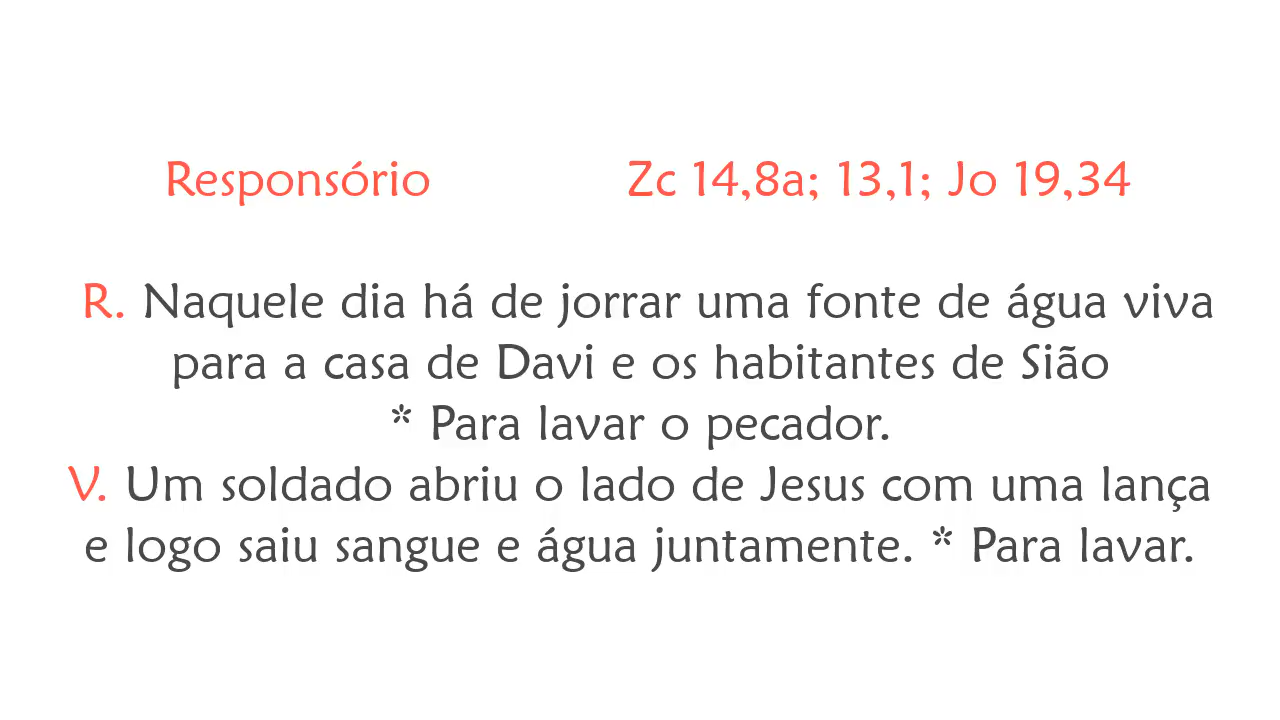 Responsório Zc 14,8a; 13,1; Jo 19,34
R. Naquele dia há de jorrar uma fonte de água viva
para a casa de Davi e os habitantes de Sião
* Para lavar o pecador.
V. Um soldado abriu o lado de Jesus com uma lança
e logo saiu sangue e água juntamente. * Para lavar.